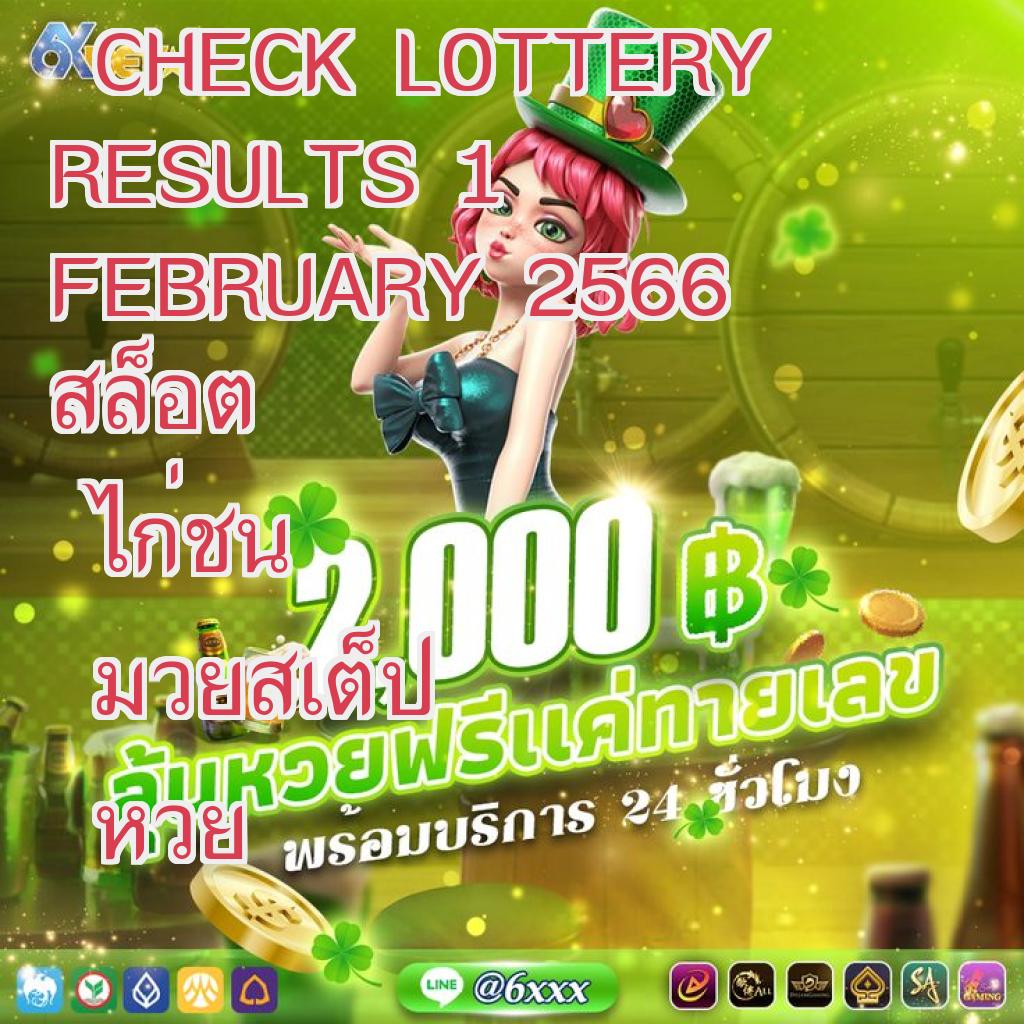 CHECK LOTTERY
RESULTS 1
FEBRUARY 2566
สล็อต
ไก่ชน
2,000 ฿
มวยสเต็ป
ลุ้นหวยฟรีแค่ทายเลข
หวย
พร้อมบริการ 24 ชั่วโมง
LINE @6xxx
SA
GAMING